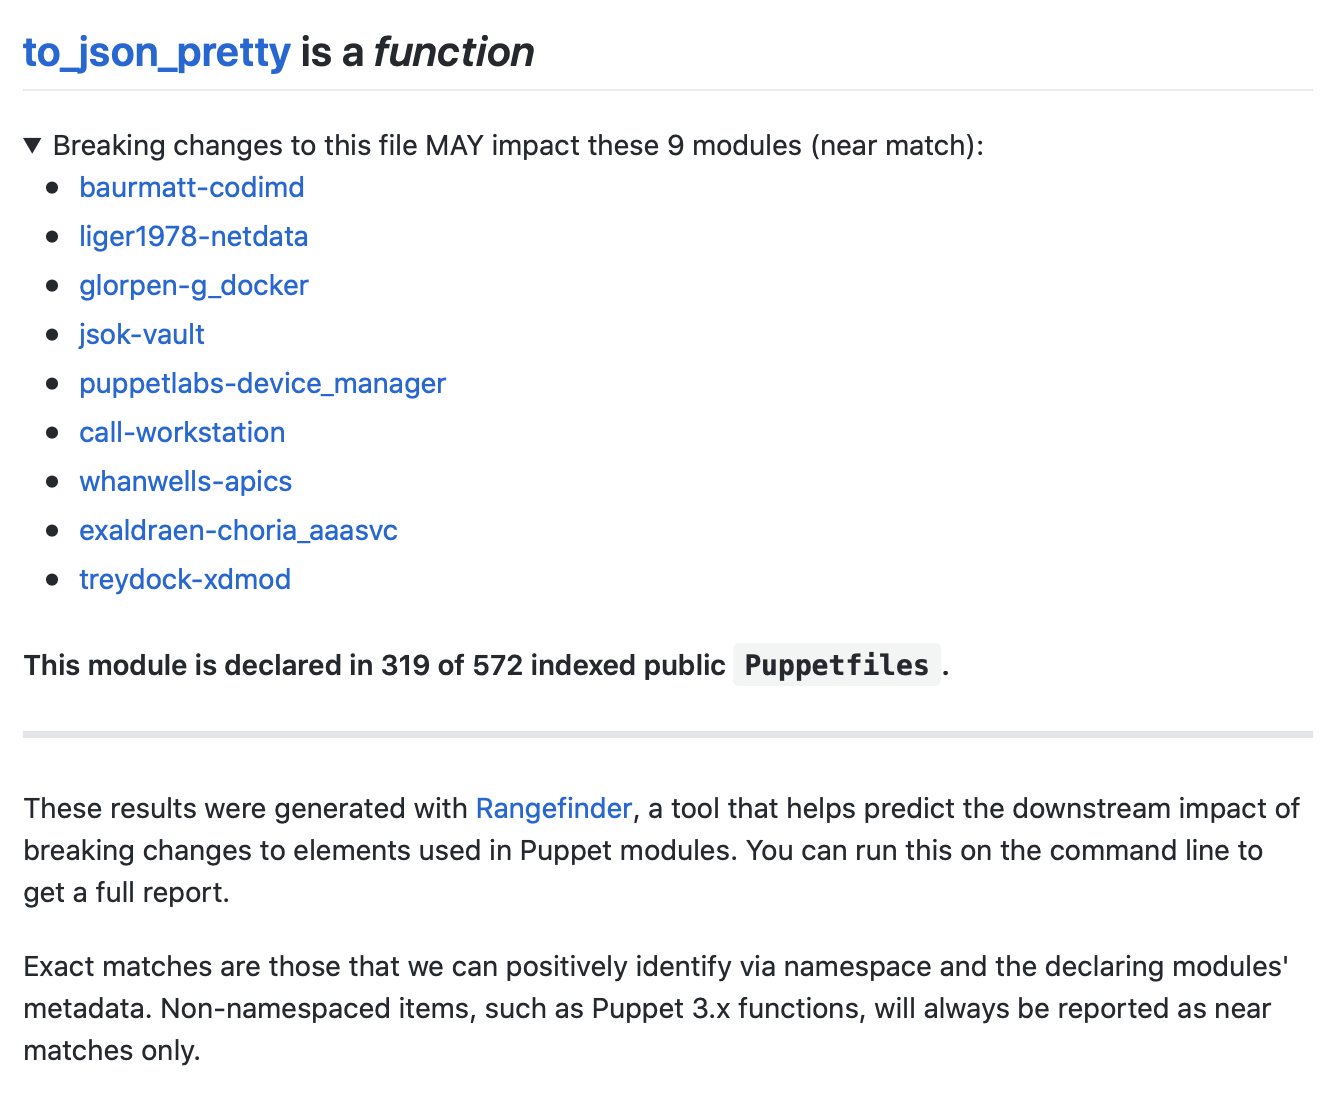 to_json_pretty is a function
▼ Breaking changes to this file MAY impact these 9 modules (near match):
• baurmatt-codimd
• liger1978-netdata
• glorpen-g_docker
• jsok-vault
• puppetlabs-device_manager
• call-workstation
• whanwells-apics
• exaldraen-choria_aaasvc
• treydock-xdmod
This module is declared in 319 of 572 indexed public Puppetfiles.
These results were generated with Rangefinder, a tool that helps predict the downstream impact of
breaking changes to elements used in Puppet modules. You can run this on the command line to
get a full report.
Exact matches are those that we can positively identify via namespace and the declaring modules'
metadata. Non-namespaced items, such as Puppet 3.x functions, will always be reported as near
matches only.